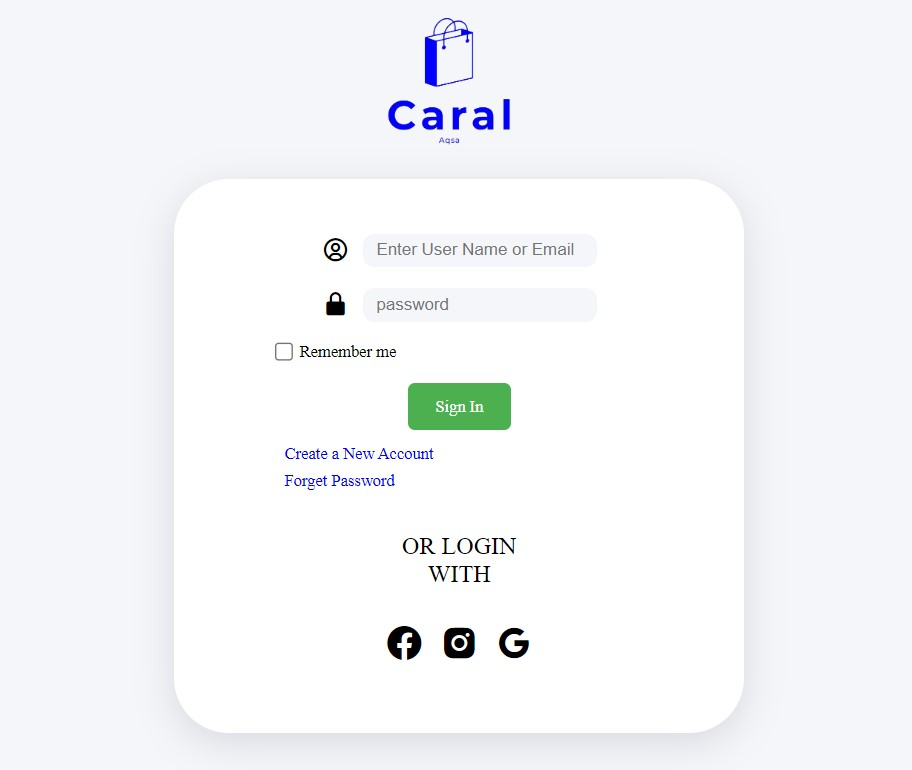 Caral
Aqsa
Enter User Name or Email
password
Remember me
Sign In
Create a New Account
Forget Password
OR LOGIN
WITH